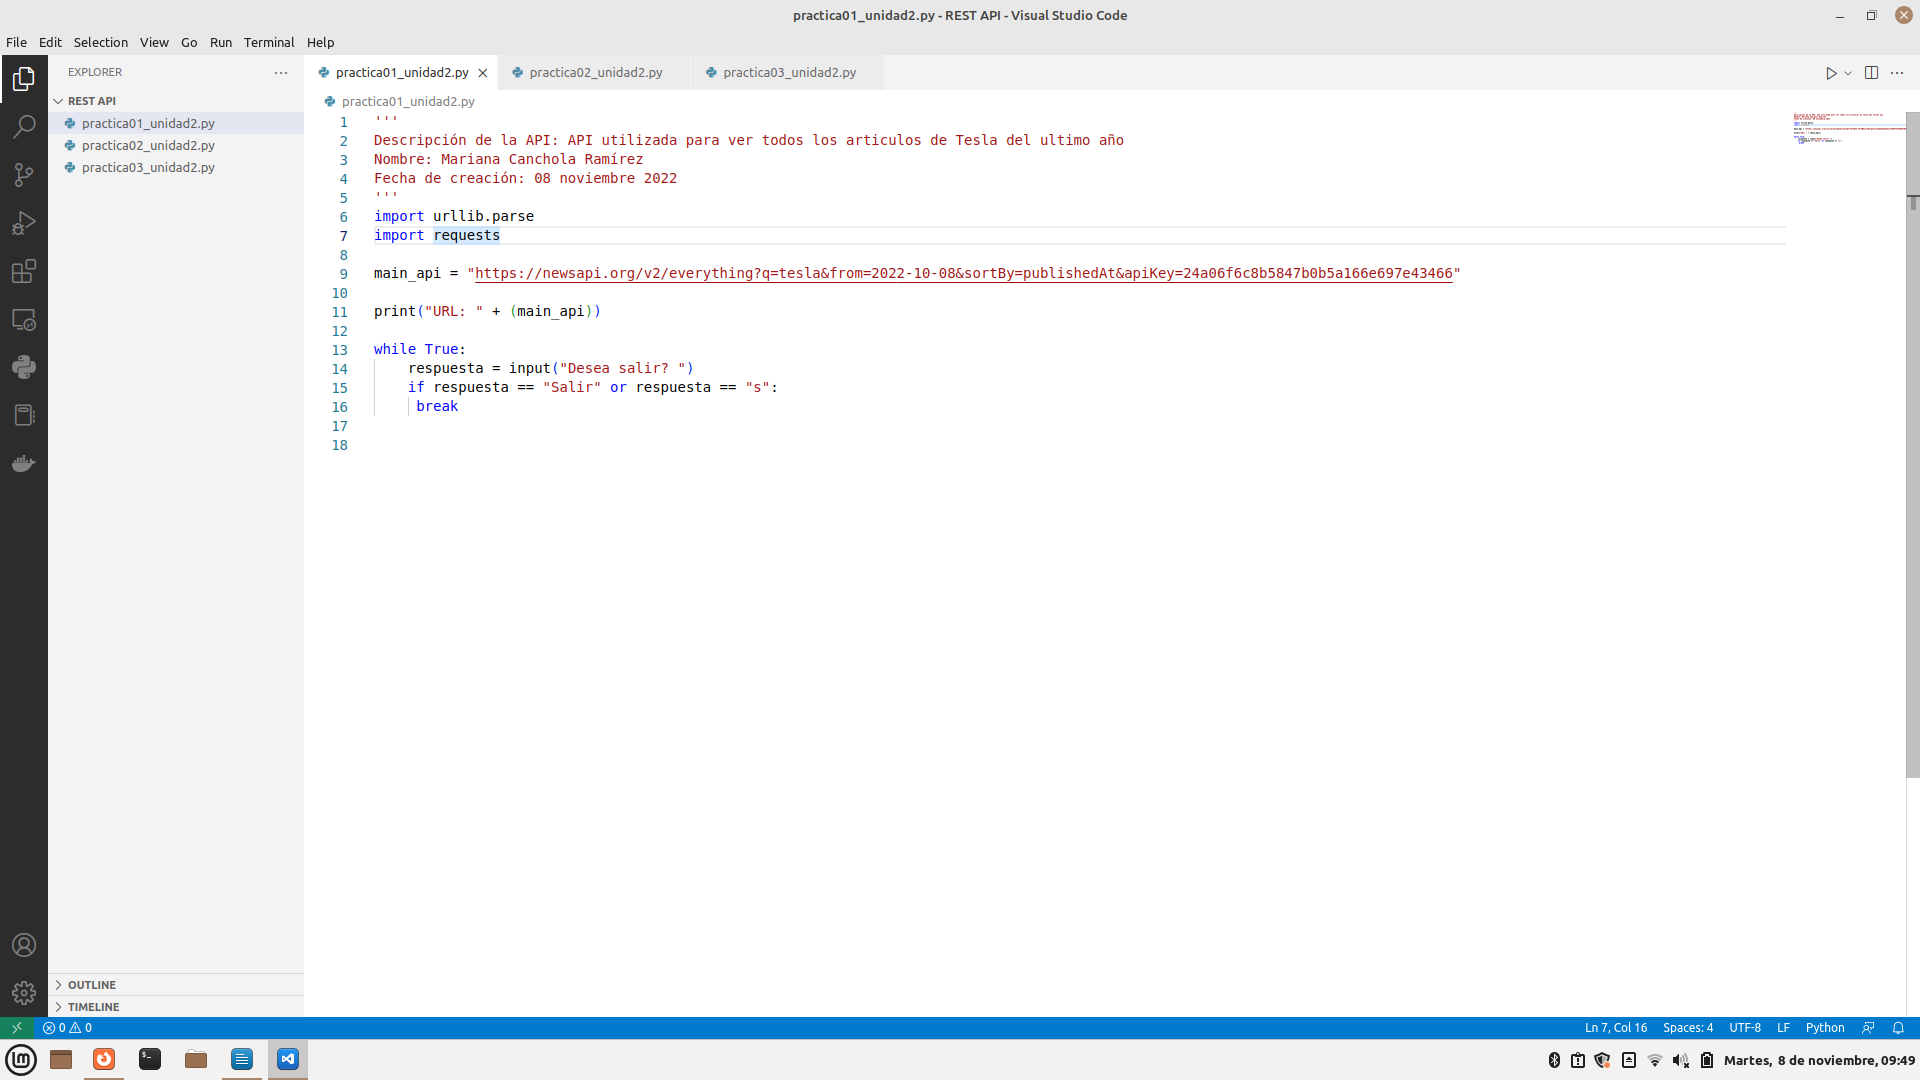 practica01_unidad2.py - REST API - Visual Studio Code
File Edit Selection View Go Run Terminal Help
EXPLORER
REST API
practica01_unidad2.py
practica02_unidad2.py
practica03_unidad2.py
OUTLINE
TIMELINE
practica01_unidad2.py practica02_unidad2.py practica03_unidad2.py
practica01_unidad2.py
1 '''
2 Descripción de la API: API utilizada para ver todos los articulos de Tesla del ultimo año
3 Nombre: Mariana Canchola Ramírez
4 Fecha de creación: 08 noviembre 2022
5 '''
6 import urllib.parse
7 import requests
8
9 main_api = "https://newsapi.org/v2/everything?q=tesla&from=2022-10-08&sortBy=publishedAt&apiKey=24a06f6c8b5847b0b5a166e697e43466"
10
11 print("URL: " + (main_api))
12
13 while True:
14 respuesta = input("Desea salir? ")
15 if respuesta == "Salir" or respuesta == "s":
16 break
17
18
0 0 Ln 7, Col 16 Spaces: 4 UTF-8 LF Python
Martes, 8 de noviembre, 09:49